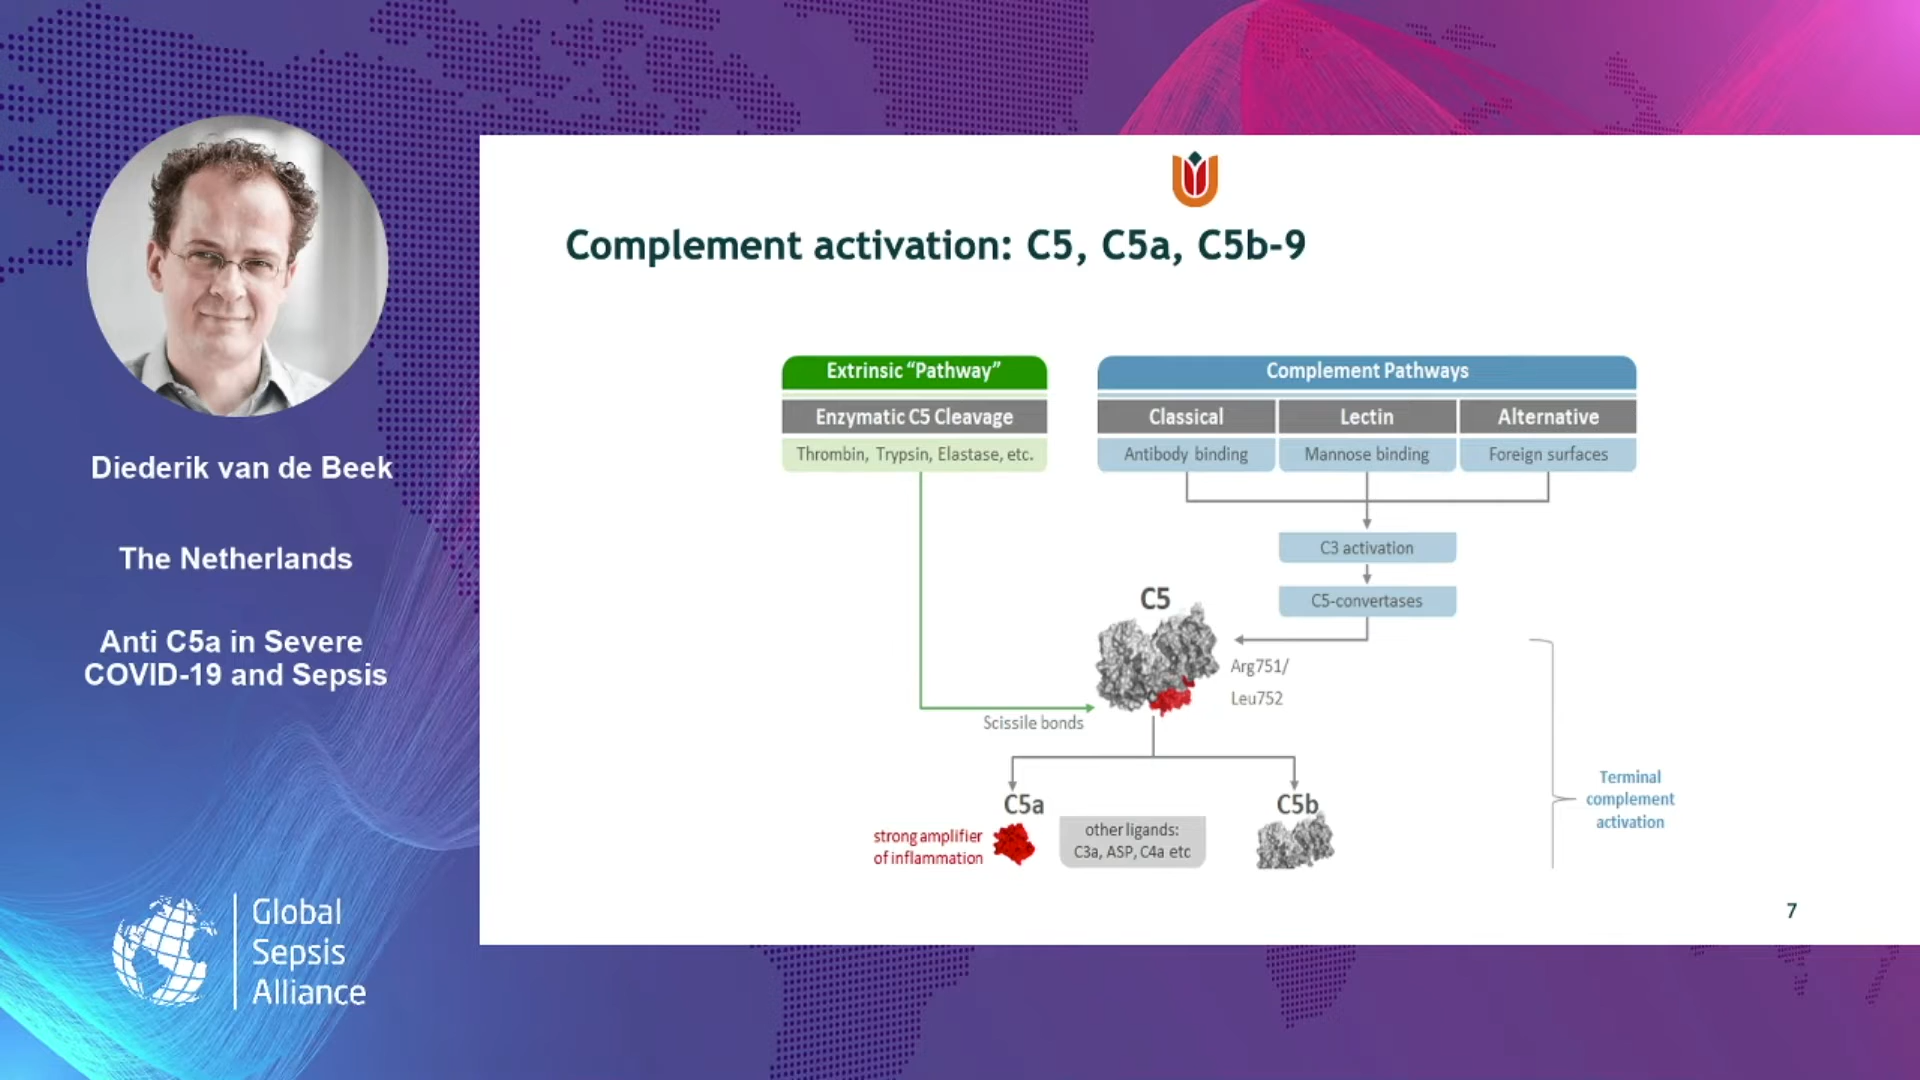 Diederik van de Beek
The Netherlands
Anti C5a in Severe
COVID-19 and Sepsis
Global
Sepsis
Alliance
Complement activation: C5, C5a, C5b-9
Extrinsic “Pathway”
Enzymatic C5 Cleavage
Thrombin, Trypsin, Elastase, etc.
Complement Pathways
Classical
Lectin
Alternative
Antibody binding
Mannose binding
Foreign surfaces
C3 activation
C5-convertases
C5
Arg751/
Leu752
Scissile bonds
C5a
strong amplifier
of inflammation
other ligands:
C3a, ASP, C4a etc
C5b
Terminal
complement
activation
7